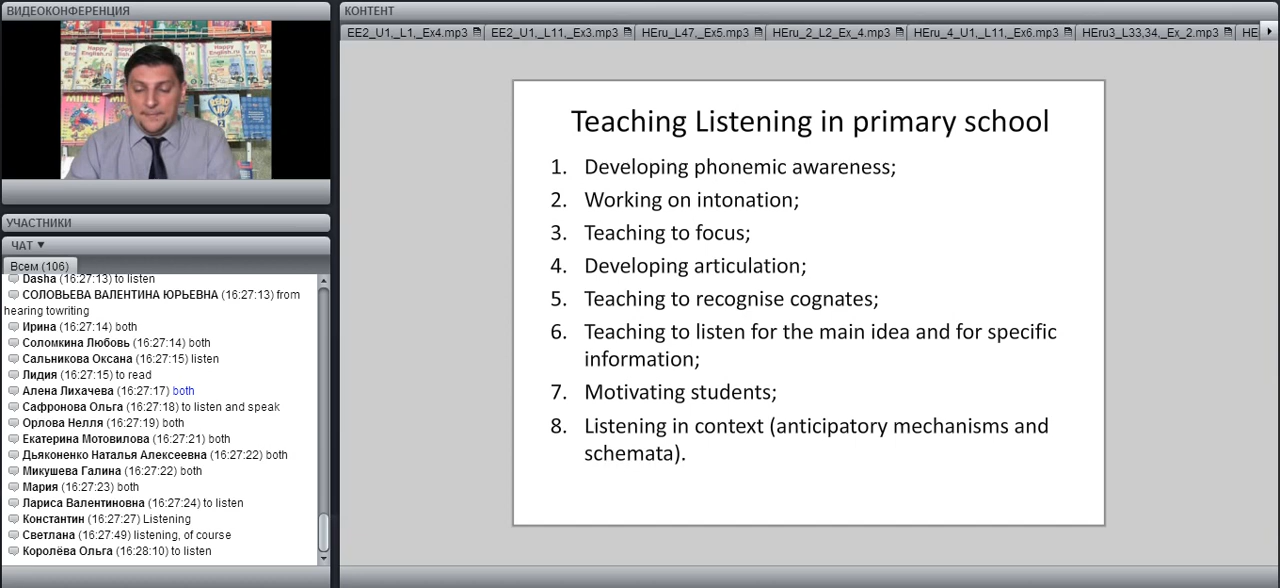 ВИДЕОКОНФЕРЕНЦИЯ
Happy English.ru
MILLIE
УЧАСТНИКИ
ЧАТ
Всем (106)
Dasha (16:27:13) to listen
СОЛОВЬЕВА ВАЛЕНТИНА ЮРЬЕВНА (16:27:13) from
hearing towriting
Ирина (16:27:14) both
Соломкина Любовь (16:27:14) both
Сальникова Оксана (16:27:15) listen
Лидия (16:27:15) to read
Алена Лихачева (16:27:17) both
Сафронова Ольга (16:27:18) to listen and speak
Орлова Нелля (16:27:19) both
Екатерина Мотовилова (16:27:21) both
Дьяконенко Наталья Алексеевна (16:27:22) both
Микушева Галина (16:27:22) both
Мария (16:27:23) both
Лариса Валентиновна (16:27:24) to listen
Константин (16:27:27) Listening
Светлана (16:27:49) listening, of course
Королёва Ольга (16:28:10) to listen
КОНТЕНТ
EE2_U1,_L1,_Ex4.mp3 EE2_U1,_L11,_Ex3.mp3 HEru_L47,_Ex5.mp3 HEru_2_L2_Ex_4.mp3 HEru_4_U1,_L11,_Ex6.mp3 HEru3_L33,34,_Ex_2.mp3 HE
Teaching Listening in primary school
1. Developing phonemic awareness;
2. Working on intonation;
3. Teaching to focus;
4. Developing articulation;
5. Teaching to recognise cognates;
6. Teaching to listen for the main idea and for specific
information;
7. Motivating students;
8. Listening in context (anticipatory mechanisms and
schemata).